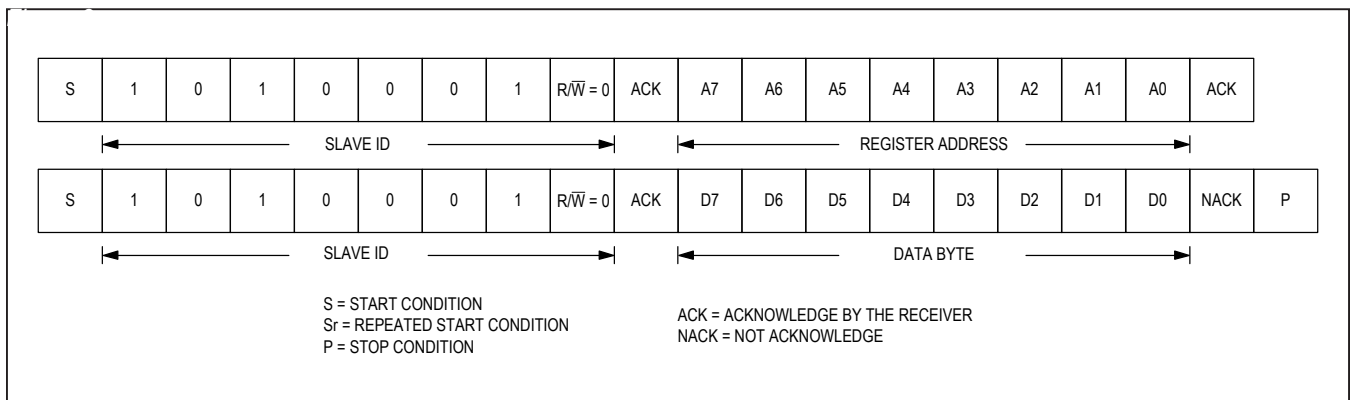 S 1 0 1 0 0 0 1 R/W̅ = 0 ACK A7 A6 A5 A4 A3 A2 A1 A0 ACK
SLAVE ID REGISTER ADDRESS
S 1 0 1 0 0 0 1 R/W̅ = 0 ACK D7 D6 D5 D4 D3 D2 D1 D0 NACK P
SLAVE ID DATA BYTE
S = START CONDITION
Sr = REPEATED START CONDITION
P = STOP CONDITION
ACK = ACKNOWLEDGE BY THE RECEIVER
NACK = NOT ACKNOWLEDGE